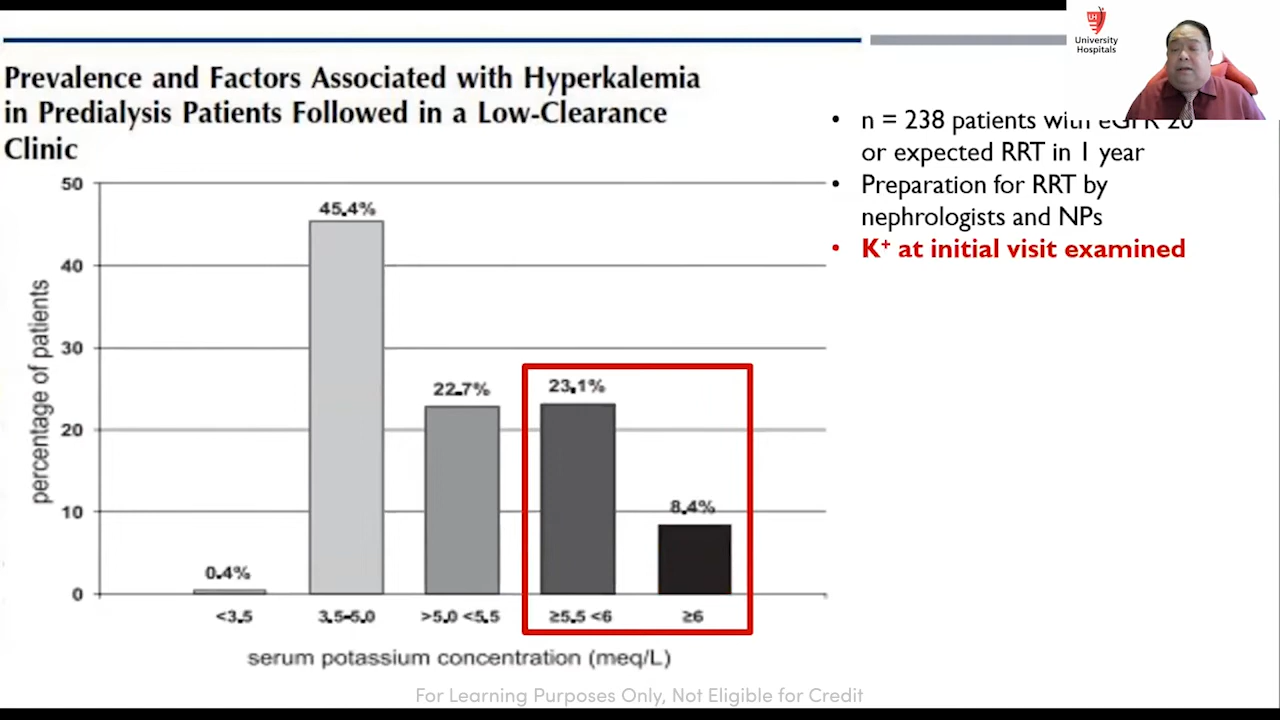 University
Hospitals
Prevalence and Factors Associated with Hyperkalemia
in Predialysis Patients Followed in a Low-Clearance
Clinic
50
40
30
20
10
0
percentage of patients
0.4%
45.4%
22.7%
23.1%
8.4%
<3.5
3.5-5.0
>5.0 <5.5
≥5.5 <6
≥6
serum potassium concentration (meq/L)
• n = 238 patients with eGFR 20
or expected RRT in 1 year
• Preparation for RRT by
nephrologists and NPs
• K⁺ at initial visit examined
For Learning Purposes Only, Not Eligible for Credit